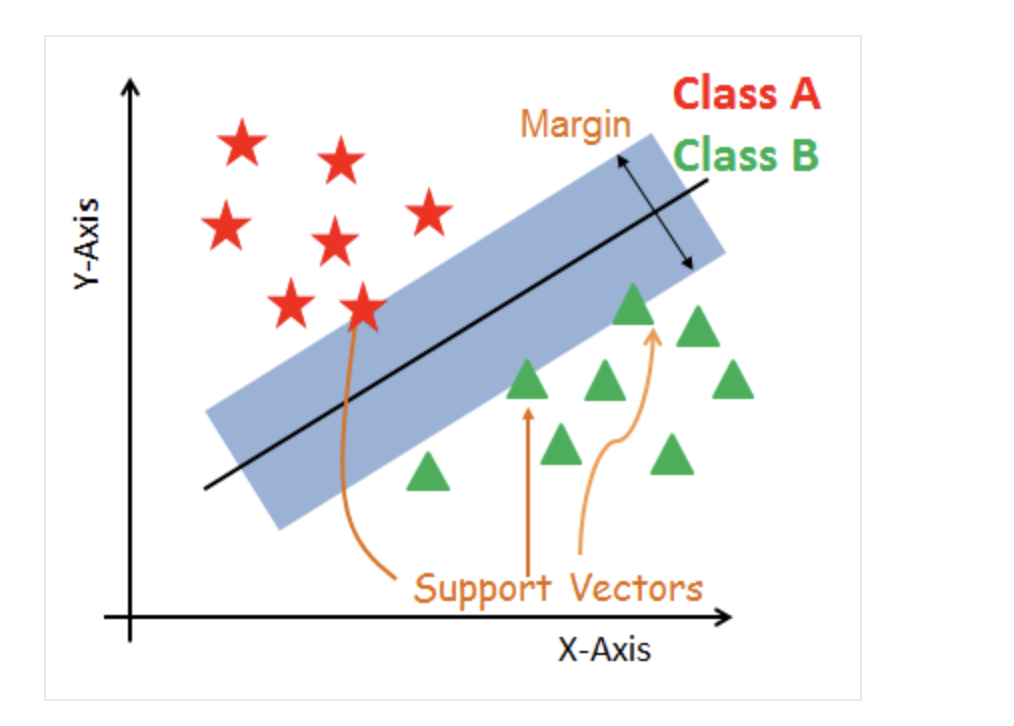 Class A
Margin
Class B
Y-Axis
Support Vectors
X-Axis